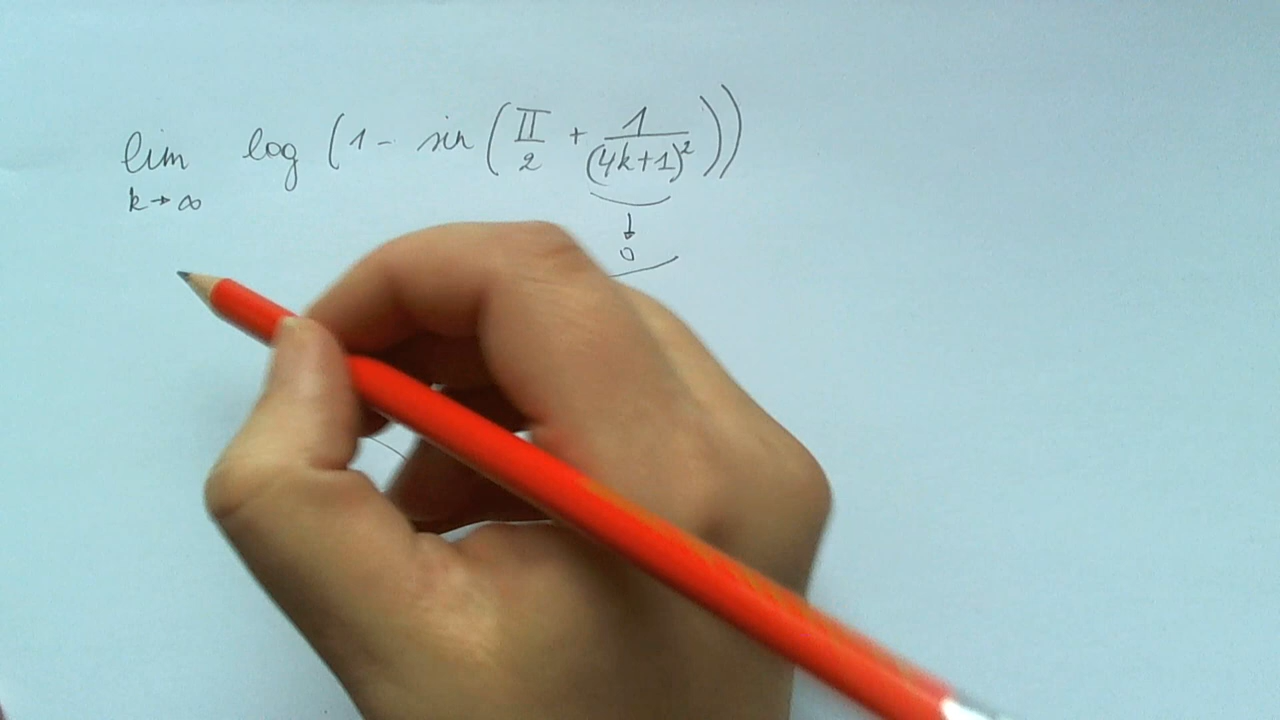 lim log (1 - sin (π/2 + 1/(4k+1)²))
k→∞
↓
0